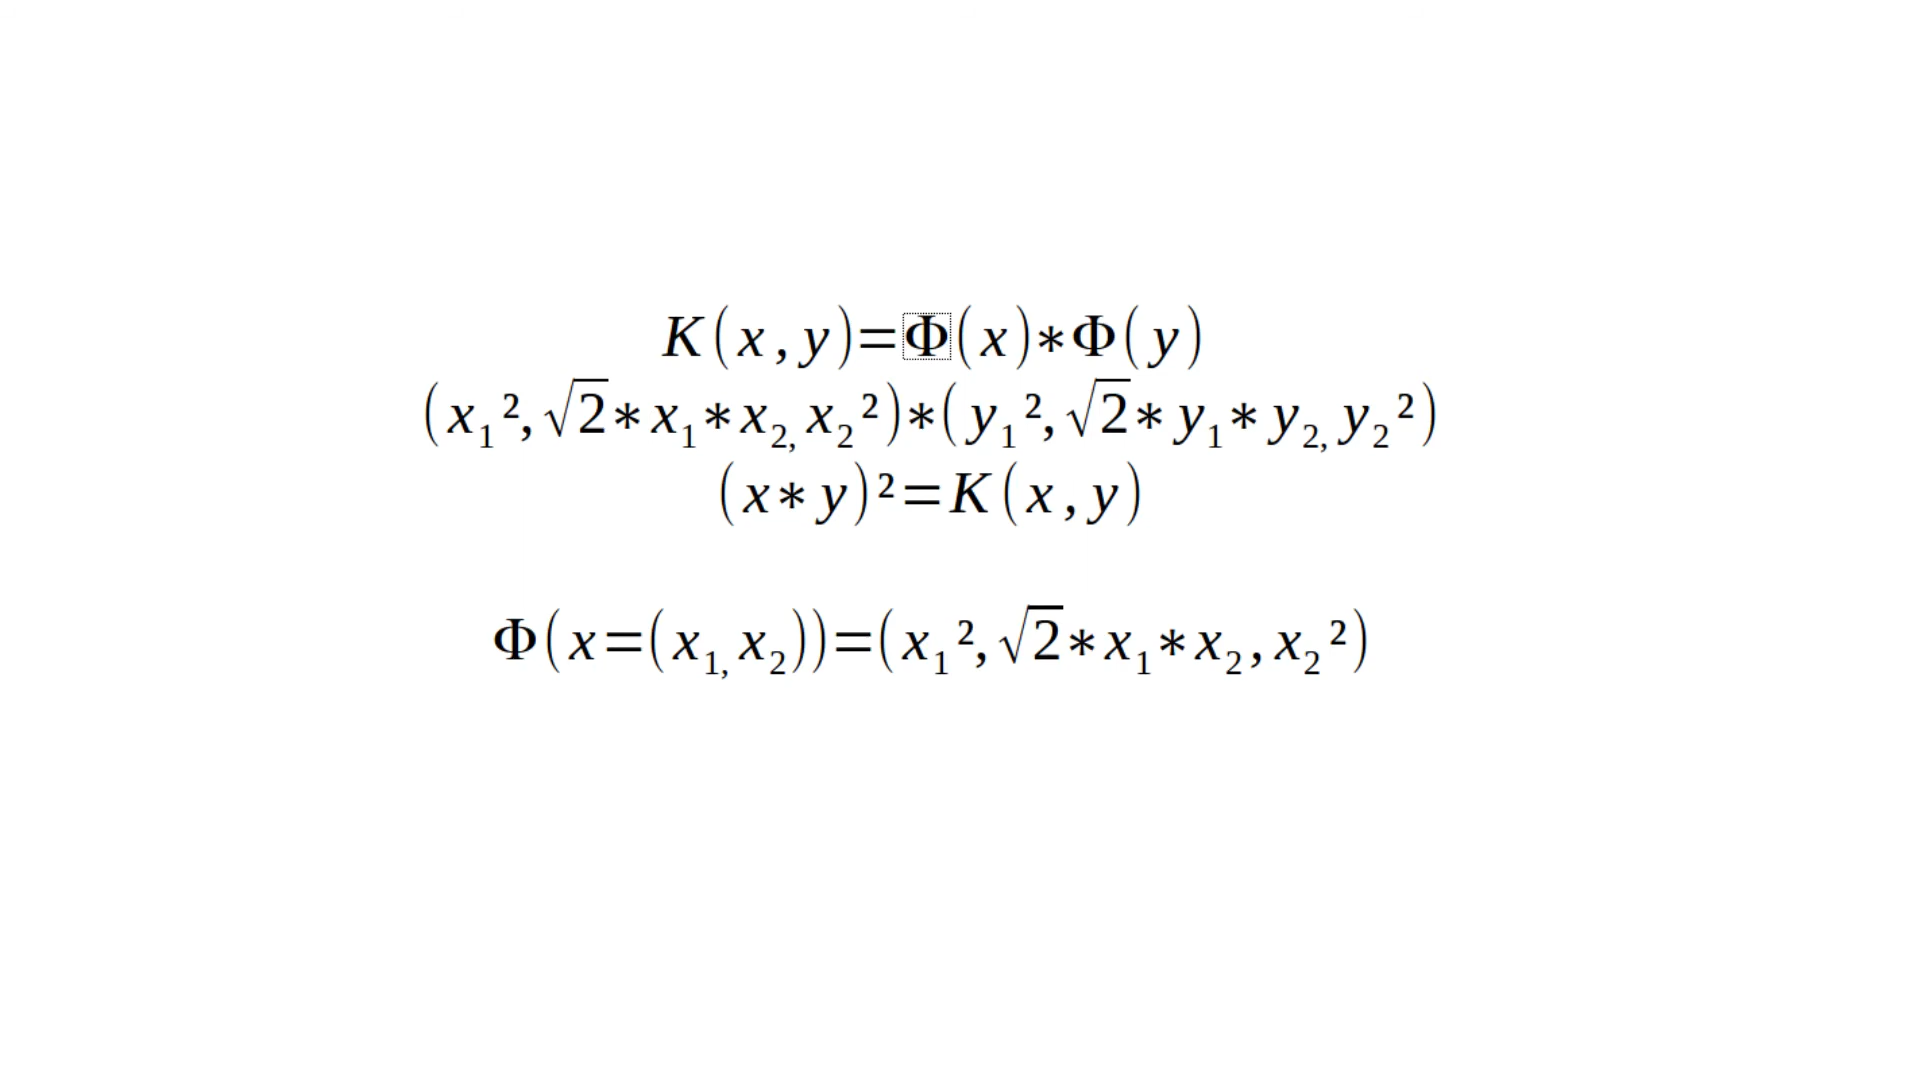 K(x, y)=Φ(x)∗Φ(y)
(x₁², √2∗x₁∗x₂, x₂²)∗(y₁², √2∗y₁∗y₂, y₂²)
(x∗y)²=K(x, y)
Φ(x=(x₁, x₂))=(x₁², √2∗x₁∗x₂, x₂²)